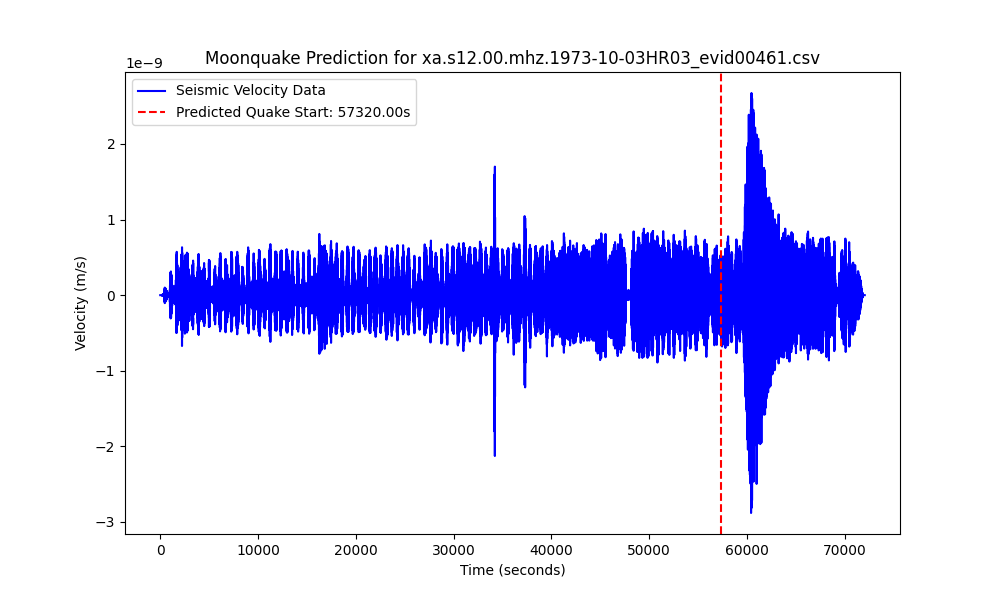 Moonquake Prediction for xa.s12.00.mhz.1973-10-03HR03_evid00461.csv
1e−9
Seismic Velocity Data
Predicted Quake Start: 57320.00s
2
1
0
−1
−2
−3
Velocity (m/s)
0 10000 20000 30000 40000 50000 60000 70000
Time (seconds)